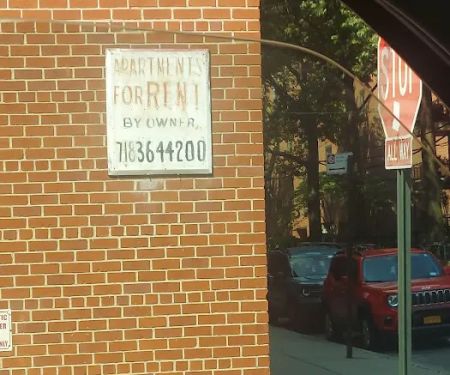 APARTMENTS
FOR RENT
BY OWNER
7183644200
STOP
ALL WAY